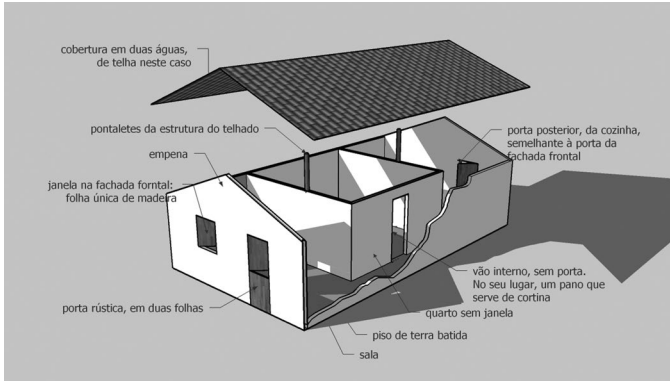 cobertura em duas águas,
de telha neste caso
pontaletes da estrutura do telhado
empena
janela na fachada forntal:
folha única de madeira
porta rústica, em duas folhas
porta posterior, da cozinha,
semelhante à porta da
fachada frontal
vão interno, sem porta.
No seu lugar, um pano que
serve de cortina
quarto sem janela
piso de terra batida
sala